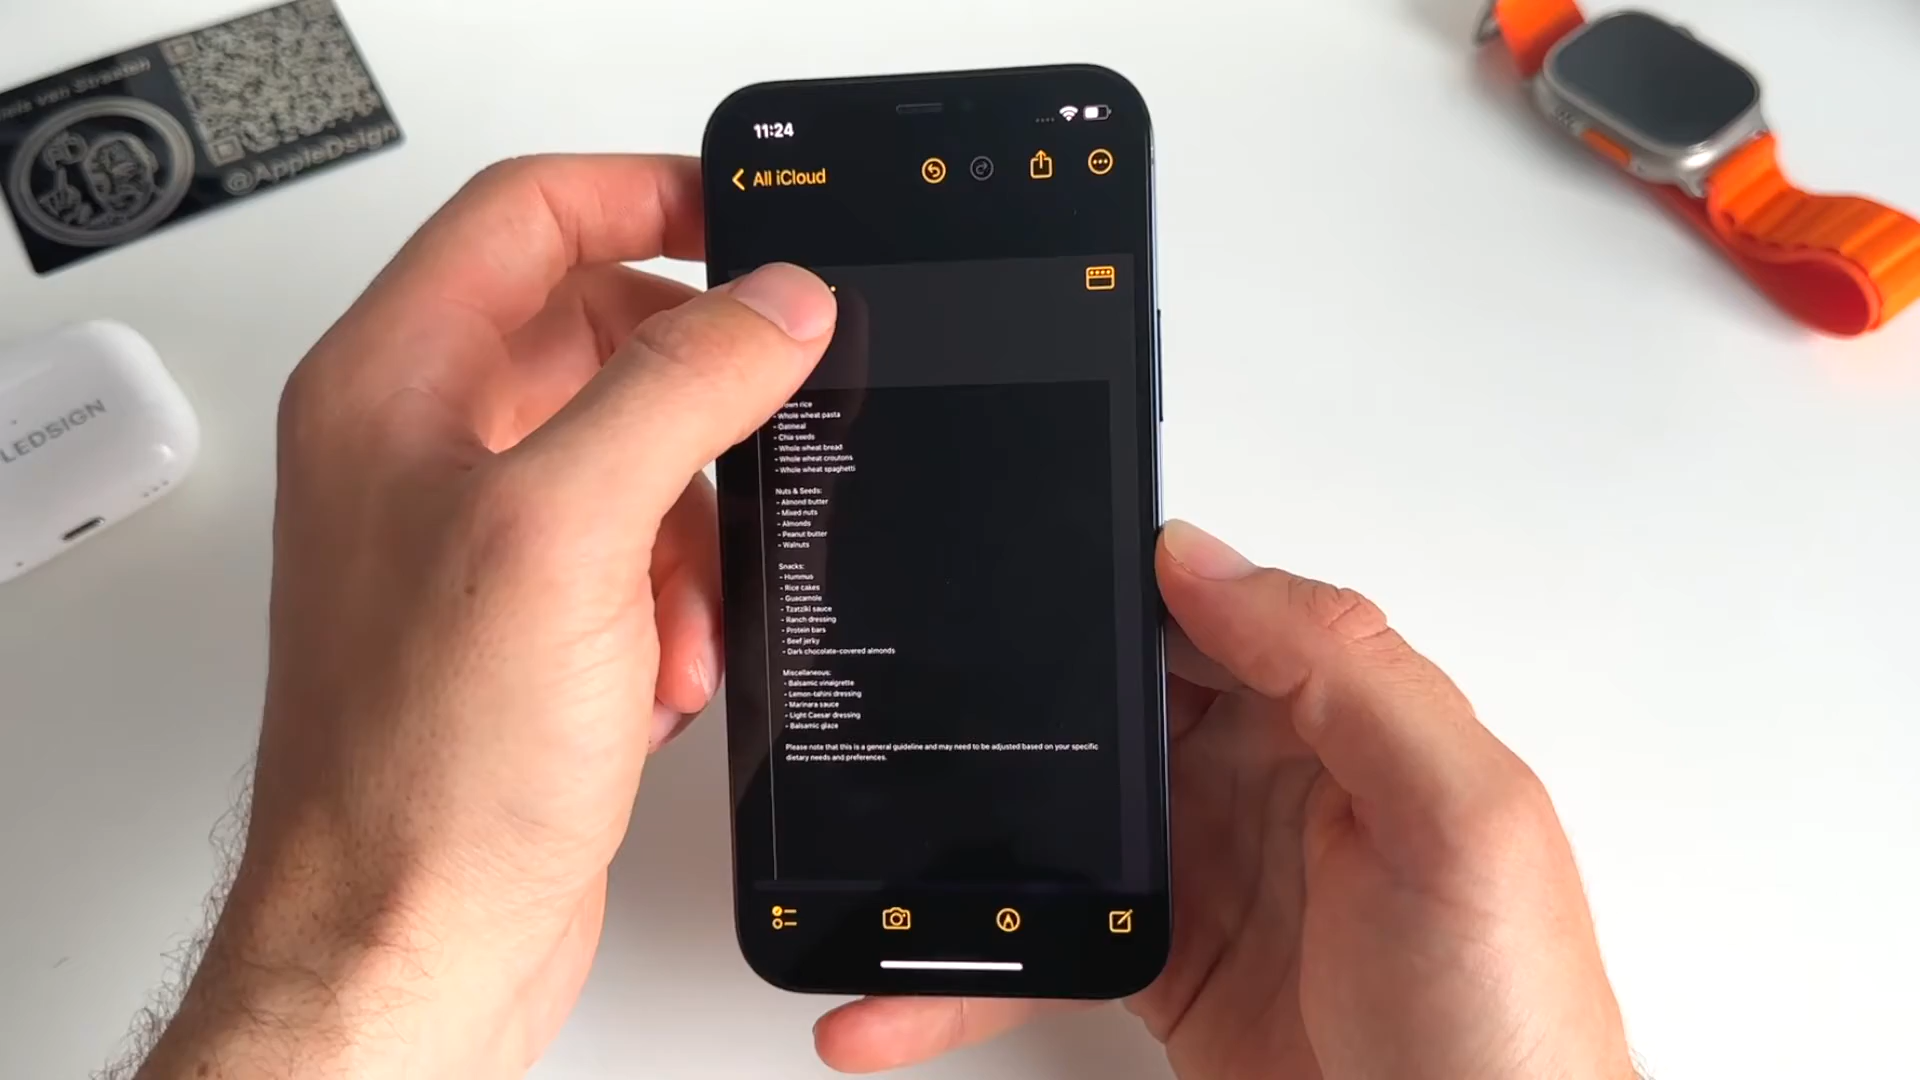 van Straaten
@AppleDsign
LEDSIGN
11:24
All iCloud
rice
- Whole wheat pasta
- Oatmeal
- Chia seeds
- Whole wheat bread
- Whole wheat croutons
- Whole wheat spaghetti
Nuts & Seeds:
- Almond butter
- Mixed nuts
- Almonds
- Peanut butter
- Walnuts
Snacks:
- Hummus
- Rice cakes
- Guacamole
- Tzatziki sauce
- Ranch dressing
- Protein bars
- Beef jerky
- Dark chocolate-covered almonds
Miscellaneous:
- Balsamic vinaigrette
- Lemon-tahini dressing
- Marinara sauce
- Light Caesar dressing
- Balsamic glaze
Please note that this is a general guideline and may need to be adjusted based on your specific
dietary needs and preferences.